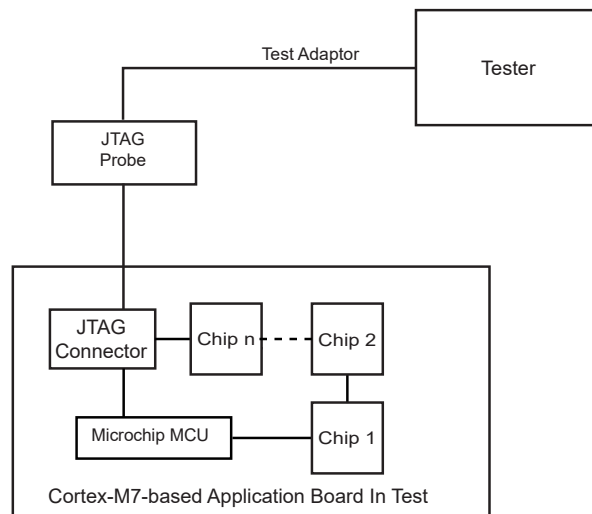 Test Adaptor
Tester
JTAG
Probe
JTAG
Connector
Chip n
Chip 2
Microchip MCU
Chip 1
Cortex-M7-based Application Board In Test